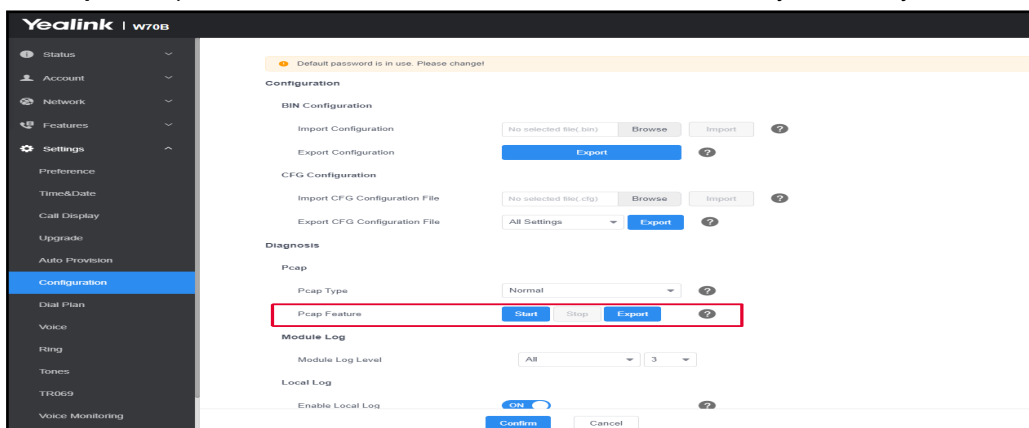 Yealink | W70B
Status
Account
Network
Features
Settings
Preference
Time&Date
Call Display
Upgrade
Auto Provision
Configuration
Dial Plan
Voice
Ring
Tones
TR069
Voice Monitoring
Default password is in use. Please change!
Configuration
BIN Configuration
Import Configuration No selected file(.bin) Browse Import ?
Export Configuration Export ?
CFG Configuration
Import CFG Configuration File No selected file(.cfg) Browse Import ?
Export CFG Configuration File All Settings Export ?
Diagnosis
Pcap
Pcap Type Normal ?
Pcap Feature Start Stop Export ?
Module Log
Module Log Level All 3
Local Log
Enable Local Log ON ?
Confirm Cancel